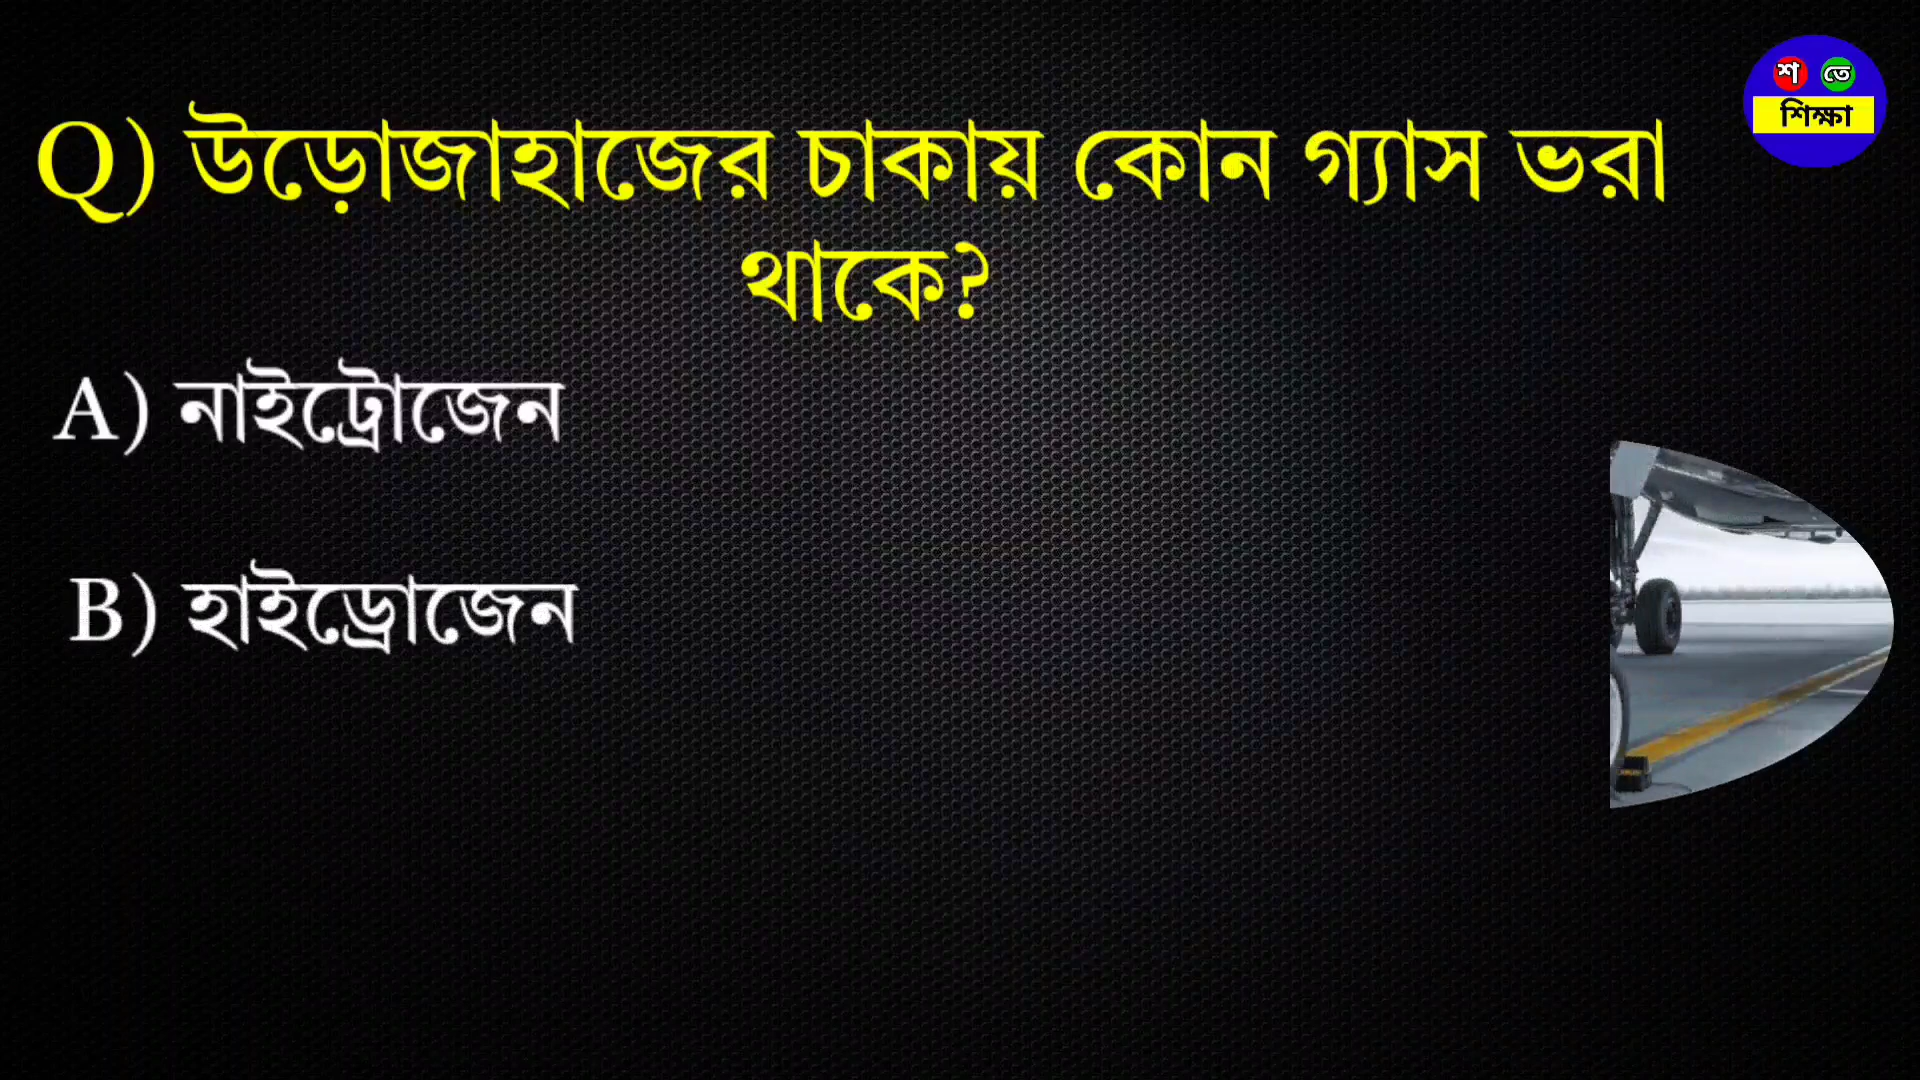 শ তে
শিক্ষা
Q) উড়োজাহাজের চাকায় কোন গ্যাস ভরা
থাকে?
A) নাইট্রোজেন
B) হাইড্রোজেন